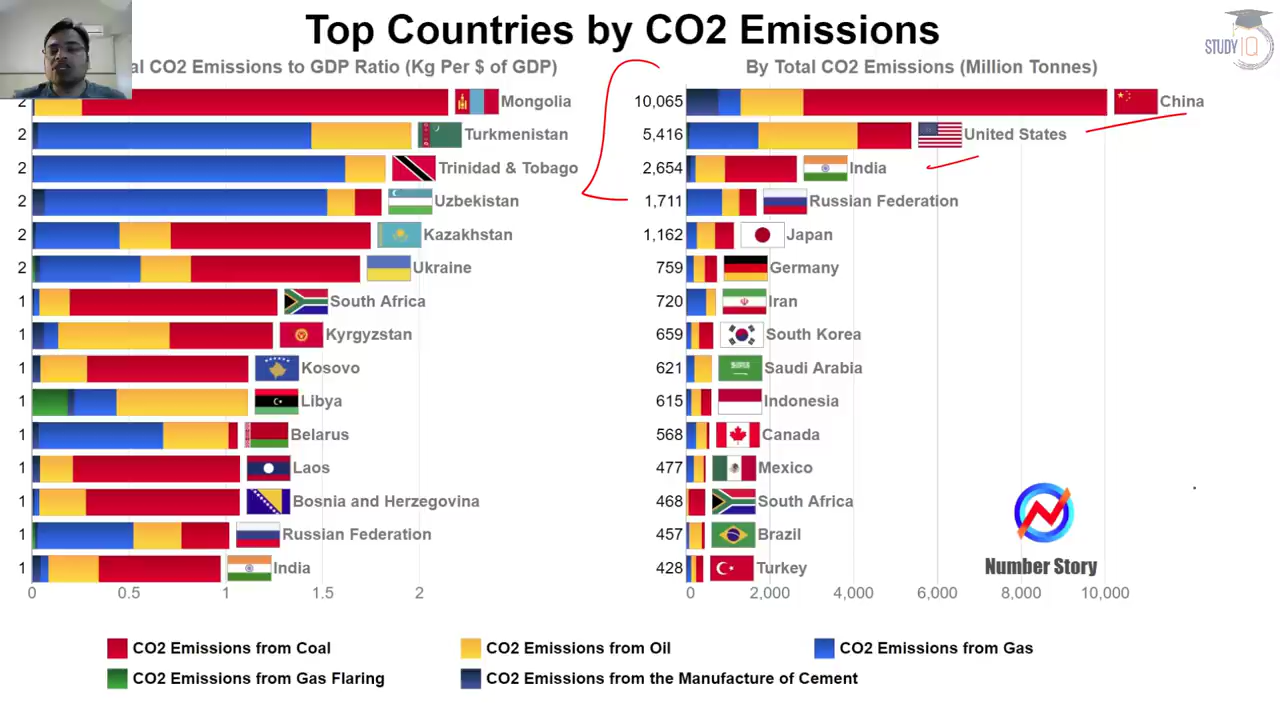 Top Countries by CO2 Emissions
STUDY IQ
CO2 Emissions to GDP Ratio (Kg Per $ of GDP)
2 Mongolia
2 Turkmenistan
2 Trinidad & Tobago
2 Uzbekistan
2 Kazakhstan
2 Ukraine
1 South Africa
1 Kyrgyzstan
1 Kosovo
1 Libya
1 Belarus
1 Laos
1 Bosnia and Herzegovina
1 Russian Federation
1 India
0 0.5 1 1.5 2
By Total CO2 Emissions (Million Tonnes)
10,065 China
5,416 United States
2,654 India
1,711 Russian Federation
1,162 Japan
759 Germany
720 Iran
659 South Korea
621 Saudi Arabia
615 Indonesia
568 Canada
477 Mexico
468 South Africa
457 Brazil
428 Turkey
0 2,000 4,000 6,000 8,000 10,000
Number Story
CO2 Emissions from Coal
CO2 Emissions from Oil
CO2 Emissions from Gas
CO2 Emissions from Gas Flaring
CO2 Emissions from the Manufacture of Cement